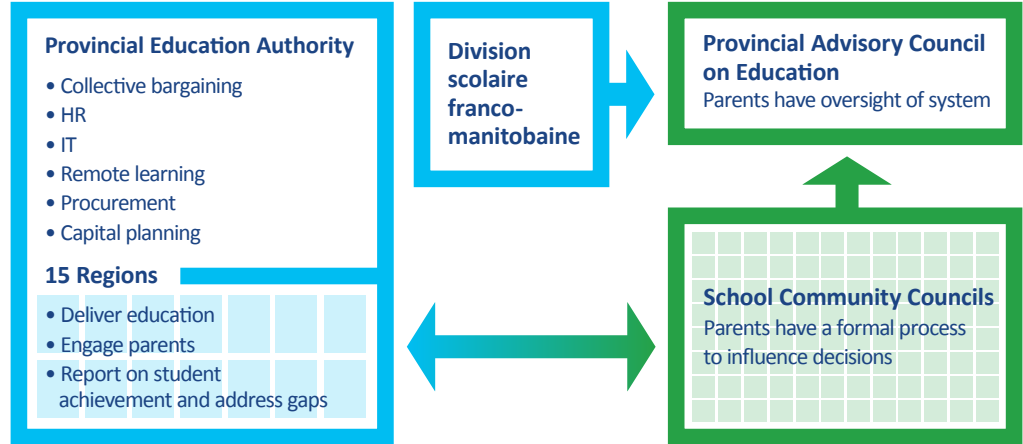 Provincial Education Authority
• Collective bargaining
• HR
• IT
• Remote learning
• Procurement
• Capital planning
15 Regions
• Deliver education
• Engage parents
• Report on student
achievement and address gaps
Division
scolaire
franco-
manitobaine
Provincial Advisory Council
on Education
Parents have oversight of system
School Community Councils
Parents have a formal process
to influence decisions